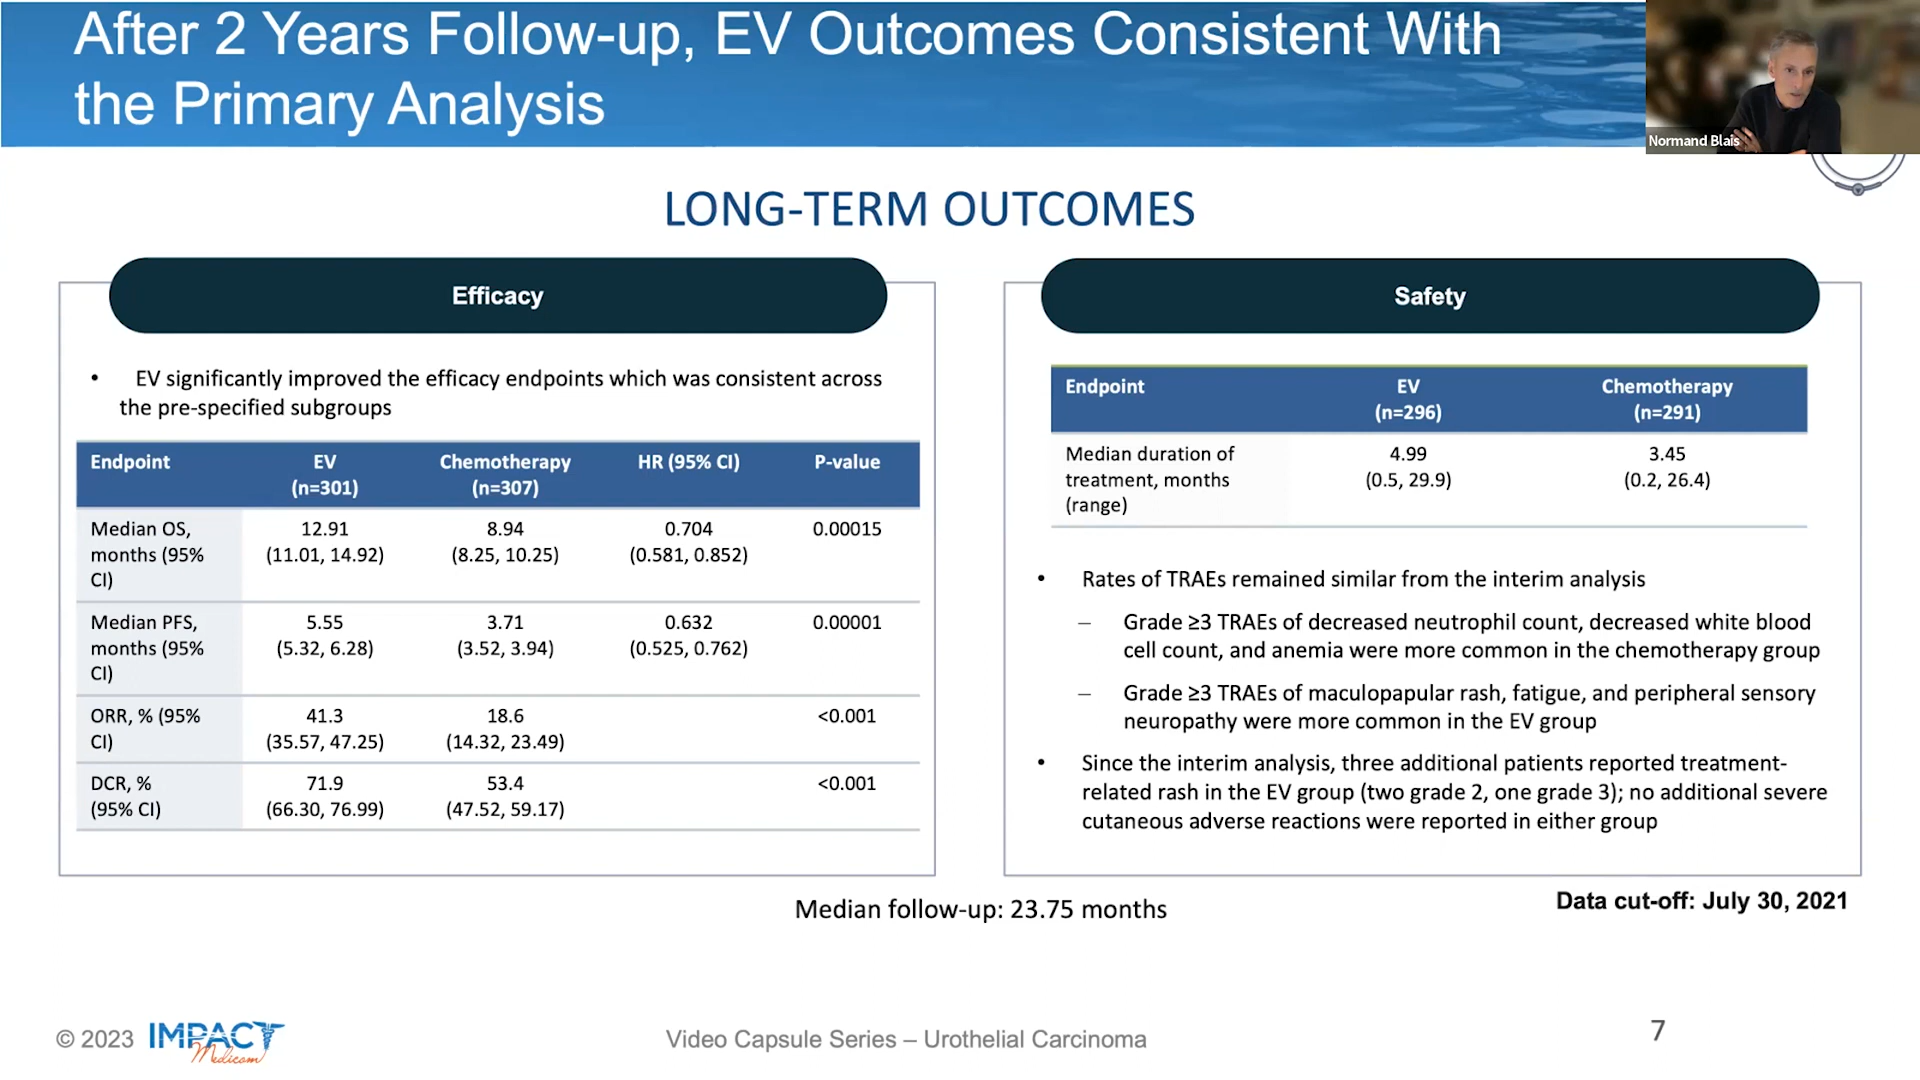 After 2 Years Follow-up, EV Outcomes Consistent With
the Primary Analysis
Normand Blais
LONG-TERM OUTCOMES
Efficacy
• EV significantly improved the efficacy endpoints which was consistent across
the pre-specified subgroups
Endpoint EV Chemotherapy HR (95% CI) P-value
(n=301) (n=307)
Median OS, 12.91 8.94 0.704 0.00015
months (95% (11.01, 14.92) (8.25, 10.25) (0.581, 0.852)
CI)
Median PFS, 5.55 3.71 0.632 0.00001
months (95% (5.32, 6.28) (3.52, 3.94) (0.525, 0.762)
CI)
ORR, % (95% 41.3 18.6 <0.001
CI) (35.57, 47.25) (14.32, 23.49)
DCR, % 71.9 53.4 <0.001
(95% CI) (66.30, 76.99) (47.52, 59.17)
Safety
Endpoint EV Chemotherapy
(n=296) (n=291)
Median duration of 4.99 3.45
treatment, months (0.5, 29.9) (0.2, 26.4)
(range)
• Rates of TRAEs remained similar from the interim analysis
– Grade ≥3 TRAEs of decreased neutrophil count, decreased white blood
cell count, and anemia were more common in the chemotherapy group
– Grade ≥3 TRAEs of maculopapular rash, fatigue, and peripheral sensory
neuropathy were more common in the EV group
• Since the interim analysis, three additional patients reported treatment-
related rash in the EV group (two grade 2, one grade 3); no additional severe
cutaneous adverse reactions were reported in either group
Median follow-up: 23.75 months
Data cut-off: July 30, 2021
© 2023 IMPACT
Medicom
Video Capsule Series – Urothelial Carcinoma
7